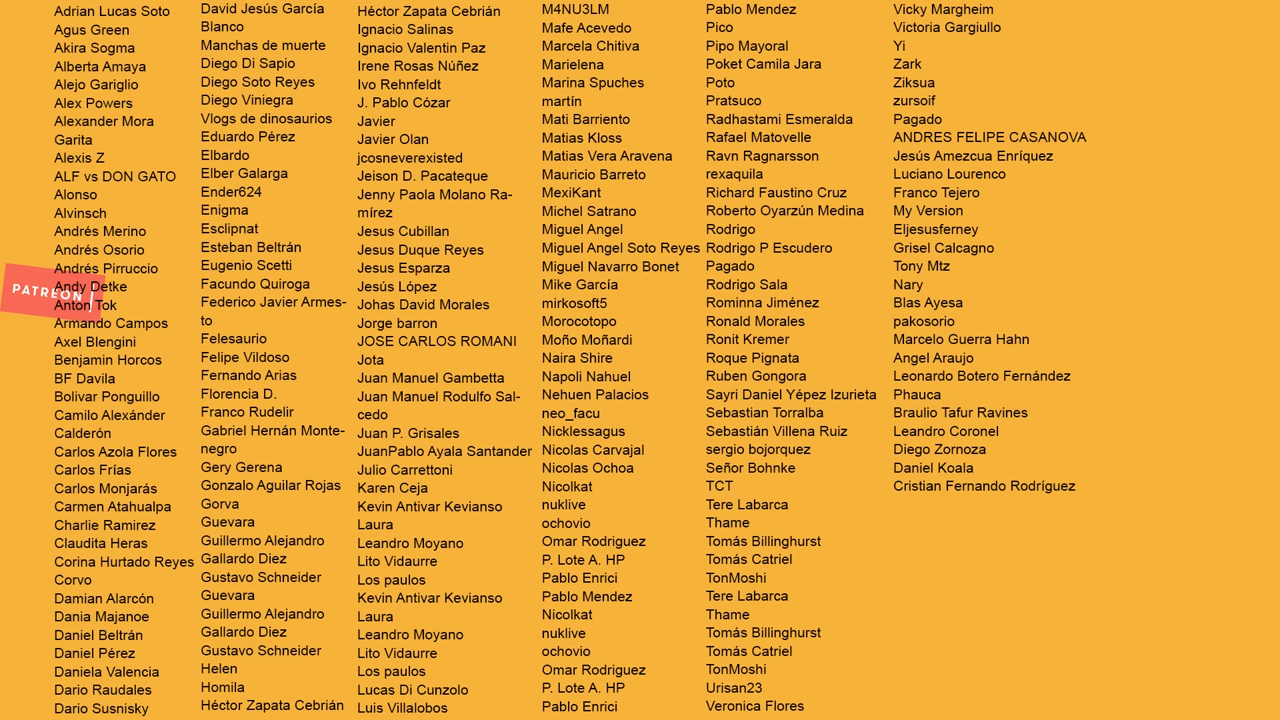 Adrian Lucas Soto
Agus Green
Akira Sogma
Alberta Amaya
Alejo Gariglio
Alex Powers
Alexander Mora
Garita
Alexis Z
ALF vs DON GATO
Alonso
Alvinsch
Andrés Merino
Andrés Osorio
Andrés Pirruccio
Andy Detke
PATREON
Anton Tok
Armando Campos
Axel Blengini
Benjamin Horcos
BF Davila
Bolivar Ponguillo
Camilo Alexánder
Calderón
Carlos Azola Flores
Carlos Frías
Carlos Monjarás
Carmen Atahualpa
Charlie Ramirez
Claudita Heras
Corina Hurtado Reyes
Corvo
Damian Alarcón
Dania Majanoe
Daniel Beltrán
Daniel Pérez
Daniela Valencia
Dario Raudales
Dario Susnisky
David Jesús García
Blanco
Manchas de muerte
Diego Di Sapio
Diego Soto Reyes
Diego Viniegra
Vlogs de dinosaurios
Eduardo Pérez
Elbardo
Elber Galarga
Ender624
Enigma
Esclipnat
Esteban Beltrán
Eugenio Scetti
Facundo Quiroga
Federico Javier Armes-
to
Felesaurio
Felipe Vildoso
Fernando Arias
Florencia D.
Franco Rudelir
Gabriel Hernán Monte-
negro
Gery Gerena
Gonzalo Aguilar Rojas
Gorva
Guevara
Guillermo Alejandro
Gallardo Diez
Gustavo Schneider
Guevara
Guillermo Alejandro
Gallardo Diez
Gustavo Schneider
Helen
Homila
Héctor Zapata Cebrián
Héctor Zapata Cebrián
Ignacio Salinas
Ignacio Valentin Paz
Irene Rosas Núñez
Ivo Rehnfeldt
J. Pablo Cózar
Javier
Javier Olan
jcosneverexisted
Jeison D. Pacateque
Jenny Paola Molano Ra-
mírez
Jesus Cubillan
Jesus Duque Reyes
Jesus Esparza
Jesús López
Johas David Morales
Jorge barron
JOSE CARLOS ROMANI
Jota
Juan Manuel Gambetta
Juan Manuel Rodulfo Sal-
cedo
Juan P. Grisales
JuanPablo Ayala Santander
Julio Carrettoni
Karen Ceja
Kevin Antivar Kevianso
Laura
Leandro Moyano
Lito Vidaurre
Los paulos
Kevin Antivar Kevianso
Laura
Leandro Moyano
Lito Vidaurre
Los paulos
Lucas Di Cunzolo
Luis Villalobos
M4NU3LM
Mafe Acevedo
Marcela Chitiva
Marielena
Marina Spuches
martín
Mati Barriento
Matias Kloss
Matias Vera Aravena
Mauricio Barreto
MexiKant
Michel Satrano
Miguel Angel
Miguel Angel Soto Reyes
Miguel Navarro Bonet
Mike García
mirkosoft5
Morocotopo
Moño Moñardi
Naira Shire
Napoli Nahuel
Nehuen Palacios
neo_facu
Nicklessagus
Nicolas Carvajal
Nicolas Ochoa
Nicolkat
nuklive
ochovio
Omar Rodriguez
P. Lote A. HP
Pablo Enrici
Pablo Mendez
Nicolkat
nuklive
ochovio
Omar Rodriguez
P. Lote A. HP
Pablo Enrici
Pablo Mendez
Pico
Pipo Mayoral
Poket Camila Jara
Poto
Pratsuco
Radhastami Esmeralda
Rafael Matovelle
Ravn Ragnarsson
rexaquila
Richard Faustino Cruz
Roberto Oyarzún Medina
Rodrigo
Rodrigo P Escudero
Pagado
Rodrigo Sala
Rominna Jiménez
Ronald Morales
Ronit Kremer
Roque Pignata
Ruben Gongora
Sayri Daniel Yépez Izurieta
Sebastian Torralba
Sebastián Villena Ruiz
sergio bojorquez
Señor Bohnke
TCT
Tere Labarca
Thame
Tomás Billinghurst
Tomás Catriel
TonMoshi
Tere Labarca
Thame
Tomás Billinghurst
Tomás Catriel
TonMoshi
Urisan23
Veronica Flores
Vicky Margheim
Victoria Gargiullo
Yi
Zark
Ziksua
zursoif
Pagado
ANDRES FELIPE CASANOVA
Jesús Amezcua Enríquez
Luciano Lourenco
Franco Tejero
My Version
Eljesusferney
Grisel Calcagno
Tony Mtz
Nary
Blas Ayesa
pakosorio
Marcelo Guerra Hahn
Angel Araujo
Leonardo Botero Fernández
Phauca
Braulio Tafur Ravines
Leandro Coronel
Diego Zornoza
Daniel Koala
Cristian Fernando Rodríguez